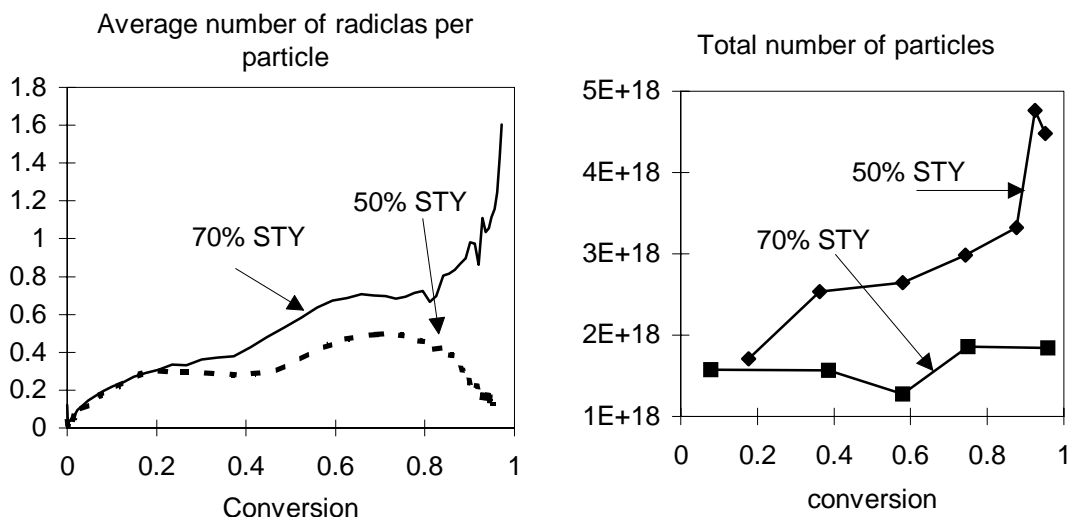 Average number of radiclas per
particle
1.8
1.6
1.4
1.2
1
0.8
0.6
0.4
0.2
0
70% STY
50% STY
0 0.2 0.4 0.6 0.8 1
Conversion
Total number of particles
5E+18
4E+18
3E+18
2E+18
1E+18
50% STY
70% STY
0 0.2 0.4 0.6 0.8 1
conversion